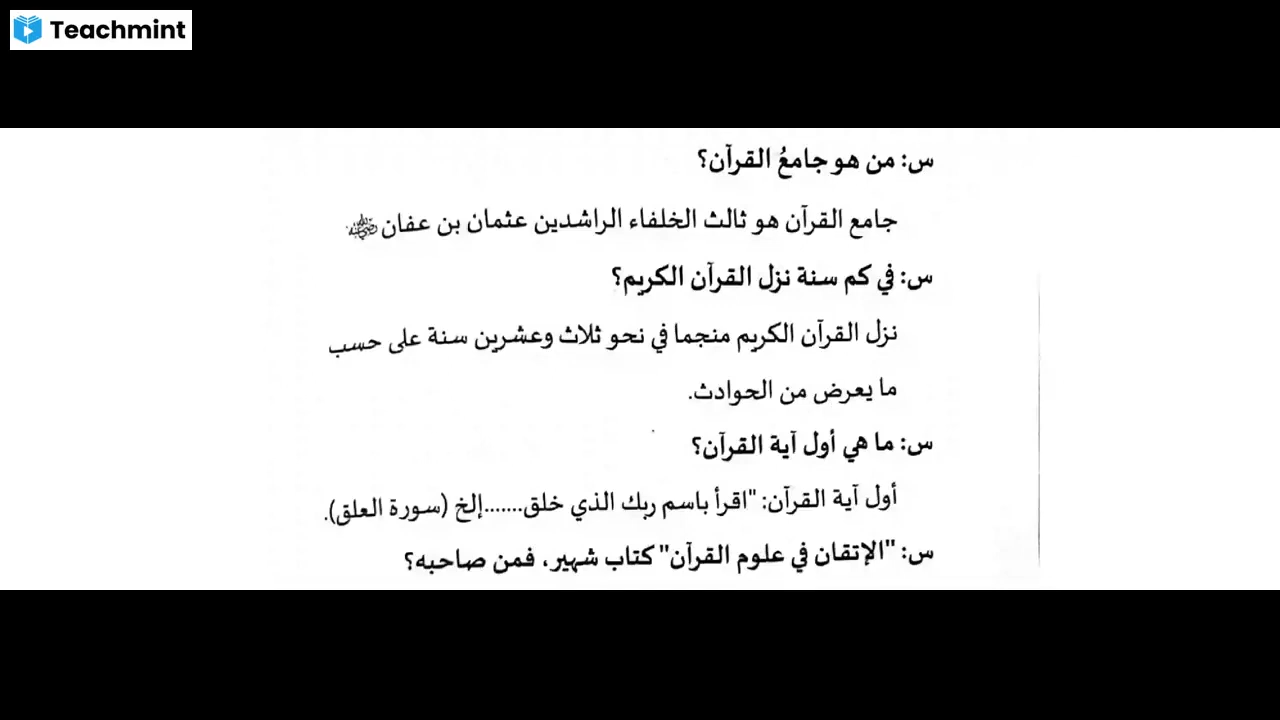 Teachmint
س: من هو جامعُ القرآن؟
جامع القرآن هو ثالث الخلفاء الراشدين عثمان بن عفان رضي الله عنه
س: في كم سنة نزل القرآن الكريم؟
نزل القرآن الكريم منجما في نحو ثلاث وعشرين سنة على حسب
ما يعرض من الحوادث.
س: ما هي أول آية القرآن؟
أول آية القرآن: "اقرأ باسم ربك الذي خلق.......إلخ (سورة العلق).
س: "الإتقان في علوم القرآن" كتاب شهير، فمن صاحبه؟